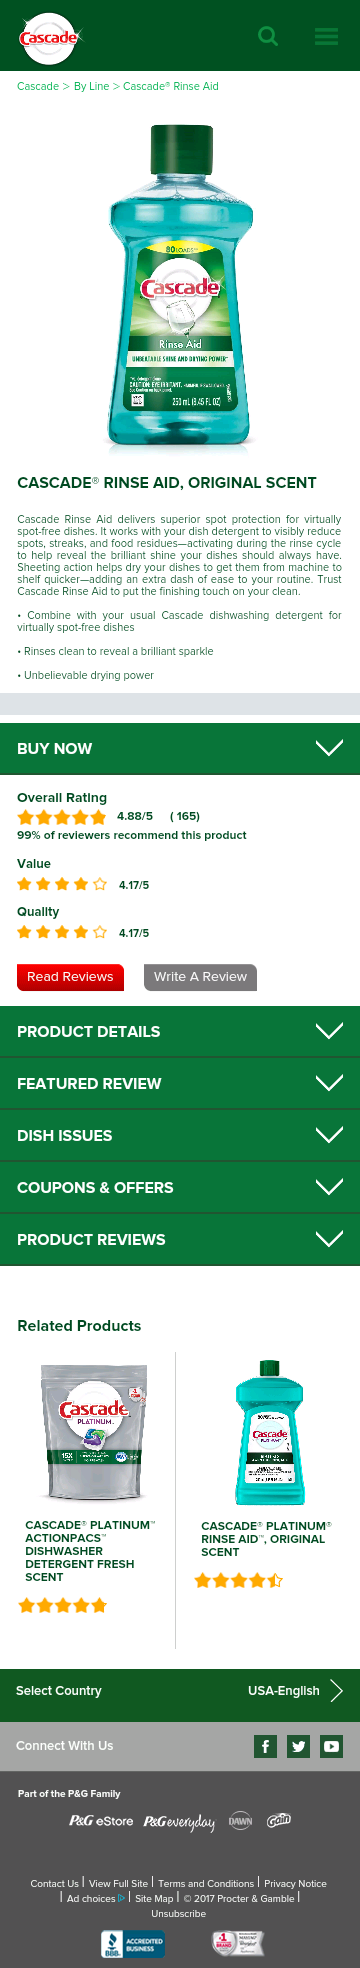 Cascade
Cascade > By Line > Cascade® Rinse Aid
80 LOADS
Cascade
Rinse Aid
UNBEATABLE SHINE AND DRYING POWER
CAUTION: EYE IRRITANT.
250 mL (8.45 FL OZ)
CASCADE® RINSE AID, ORIGINAL SCENT
Cascade Rinse Aid delivers superior spot protection for virtually
spot-free dishes. It works with your dish detergent to visibly reduce
spots, streaks, and food residues—activating during the rinse cycle
to help reveal the brilliant shine your dishes should always have.
Sheeting action helps dry your dishes to get them from machine to
shelf quicker—adding an extra dash of ease to your routine. Trust
Cascade Rinse Aid to put the finishing touch on your clean.
• Combine with your usual Cascade dishwashing detergent for
virtually spot-free dishes
• Rinses clean to reveal a brilliant sparkle
• Unbelievable drying power
BUY NOW
Overall Rating
4.88/5 ( 165)
99% of reviewers recommend this product
Value
4.17/5
Quality
4.17/5
Read Reviews Write A Review
PRODUCT DETAILS
FEATURED REVIEW
DISH ISSUES
COUPONS & OFFERS
PRODUCT REVIEWS
Related Products
Cascade
PLATINUM
Cascade
CASCADE® PLATINUM™
ACTIONPACS™
DISHWASHER
DETERGENT FRESH
SCENT
CASCADE® PLATINUM®
RINSE AID™, ORIGINAL
SCENT
Select Country USA-English
Connect With Us
Part of the P&G Family
P&G eStore P&G everyday DAWN Gain
Contact Us | View Full Site | Terms and Conditions | Privacy Notice
| Ad choices | Site Map | © 2017 Procter & Gamble |
Unsubscribe
BBB ACCREDITED
BUSINESS
#1 BRAND